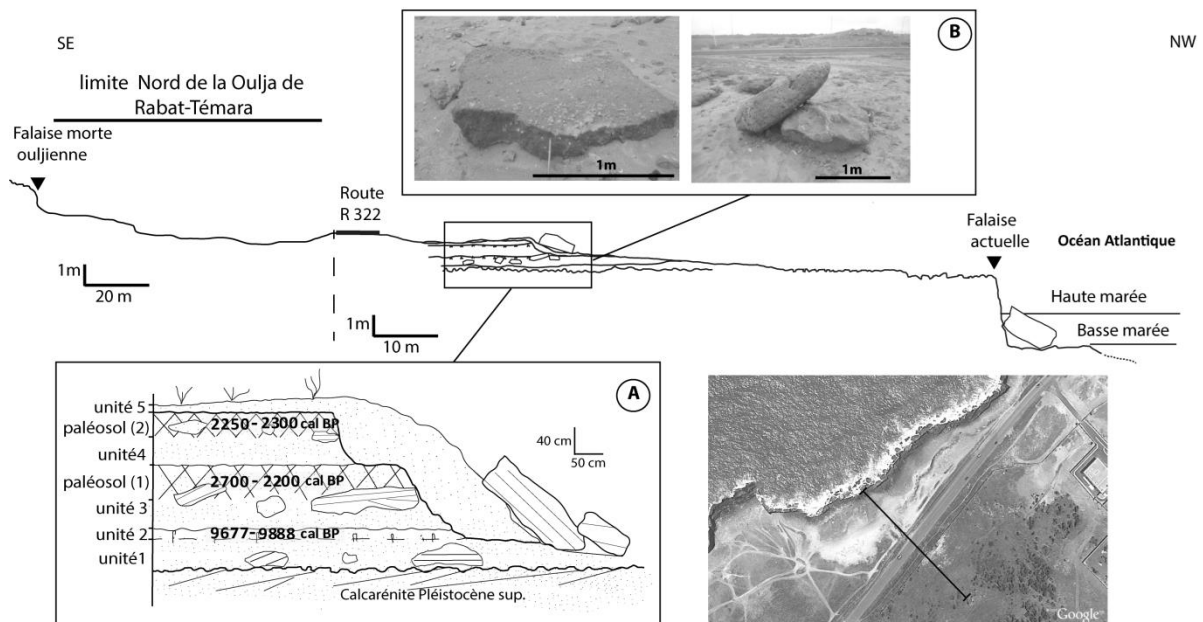 SE
NW
limite Nord de la Oulja de
Rabat-Témara
Falaise morte
ouljienne
Route
R 322
B
1m
1m
Falaise
actuelle
Océan Atlantique
Haute marée
Basse marée
1m
20 m
1m
10 m
A
unité 5
paléosol (2)
2250-2300 cal BP
unité4
paléosol (1)
2700-2200 cal BP
unité 3
unité 2
9677-9888 cal BP
unité1
40 cm
50 cm
Calcarénite Pléistocène sup.
Google